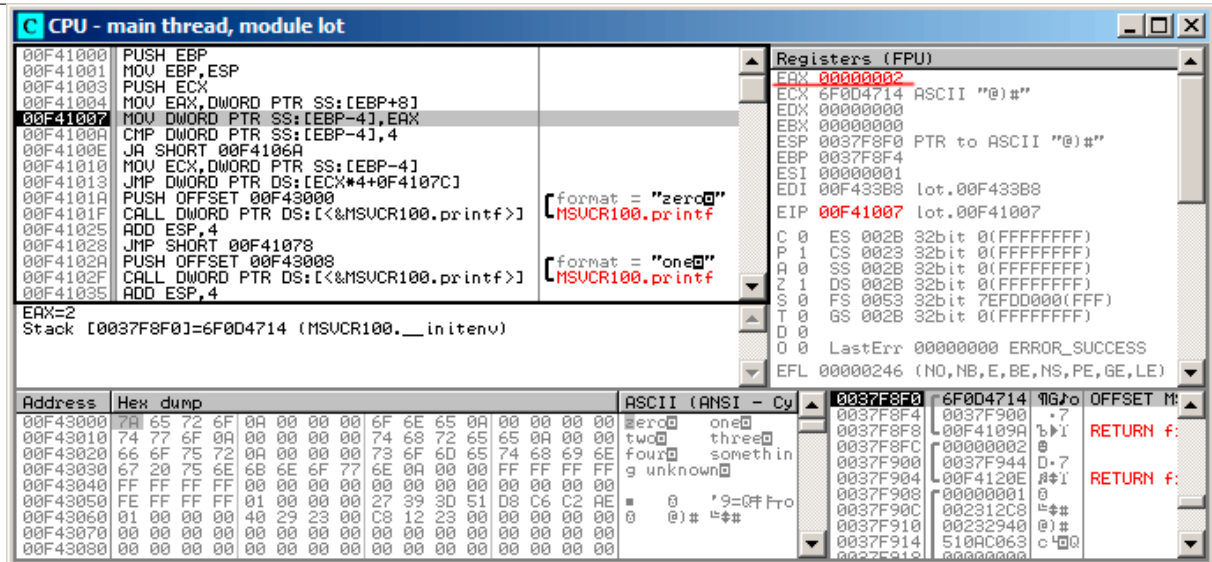 C CPU - main thread, module lot
00F41000 PUSH EBP
00F41001 MOV EBP,ESP
00F41003 PUSH ECX
00F41004 MOV EAX,DWORD PTR SS:[EBP+8]
00F41007 MOV DWORD PTR SS:[EBP-4],EAX
00F4100A CMP DWORD PTR SS:[EBP-4],4
00F4100E JA SHORT 00F4106A
00F41010 MOV ECX,DWORD PTR SS:[EBP-4]
00F41013 JMP DWORD PTR DS:[ECX*4+0F4107C]
00F4101A PUSH OFFSET 00F43000 format = "zero◙"
00F4101F CALL DWORD PTR DS:[<&MSVCR100.printf>] MSVCR100.printf
00F41025 ADD ESP,4
00F41028 JMP SHORT 00F41078
00F4102A PUSH OFFSET 00F43008 format = "one◙"
00F4102F CALL DWORD PTR DS:[<&MSVCR100.printf>] MSVCR100.printf
00F41035 ADD ESP,4
EAX=2
Stack [0037F8F0]=6F0D4714 (MSVCR100.__initenv)
Registers (FPU)
EAX 00000002
ECX 6F0D4714 ASCII "@)#"
EDX 00000000
EBX 00000000
ESP 0037F8F0 PTR to ASCII "@)#"
EBP 0037F8F4
ESI 00000001
EDI 00F433B8 lot.00F433B8
EIP 00F41007 lot.00F41007
C 0 ES 002B 32bit 0(FFFFFFFF)
P 1 CS 0023 32bit 0(FFFFFFFF)
A 0 SS 002B 32bit 0(FFFFFFFF)
Z 1 DS 002B 32bit 0(FFFFFFFF)
S 0 FS 0053 32bit 7EFDD000(FFF)
T 0 GS 002B 32bit 0(FFFFFFFF)
D 0
O 0 LastErr 00000000 ERROR_SUCCESS
EFL 00000246 (NO,NB,E,BE,NS,PE,GE,LE)
Address Hex dump ASCII (ANSI - Cy
00F43000 7A 65 72 6F 0A 00 00 00 6F 6E 65 0A 00 00 00 00 zero◙ one◙
00F43010 74 77 6F 0A 00 00 00 00 74 68 72 65 65 0A 00 00 two◙ three◙
00F43020 66 6F 75 72 0A 00 00 00 73 6F 6D 65 74 68 69 6E four◙ somethin
00F43030 67 20 75 6E 6B 6E 6F 77 6E 0A 00 00 FF FF FF FF g unknown◙
00F43040 FF FF FF FF 00 00 00 00 00 00 00 00 00 00 00 00
00F43050 FE FF FF FF 01 00 00 00 27 39 3D 51 D8 C6 C2 AE
00F43060 01 00 00 00 40 29 23 00 C8 12 23 00 00 00 00 00
00F43070 00 00 00 00 00 00 00 00 00 00 00 00 00 00 00 00
00F43080 00 00 00 00 00 00 00 00 00 00 00 00 00 00 00 00
0037F8F0 6F0D4714 OFFSET
0037F8F4 0037F900
0037F8F8 00F4109A RETURN
0037F8FC 00000002
0037F900 0037F944
0037F904 00F4120E RETURN
0037F908 00000001
0037F90C 002312C8
0037F910 00232940 @)#
0037F914 510AC063
0037F918 00000000